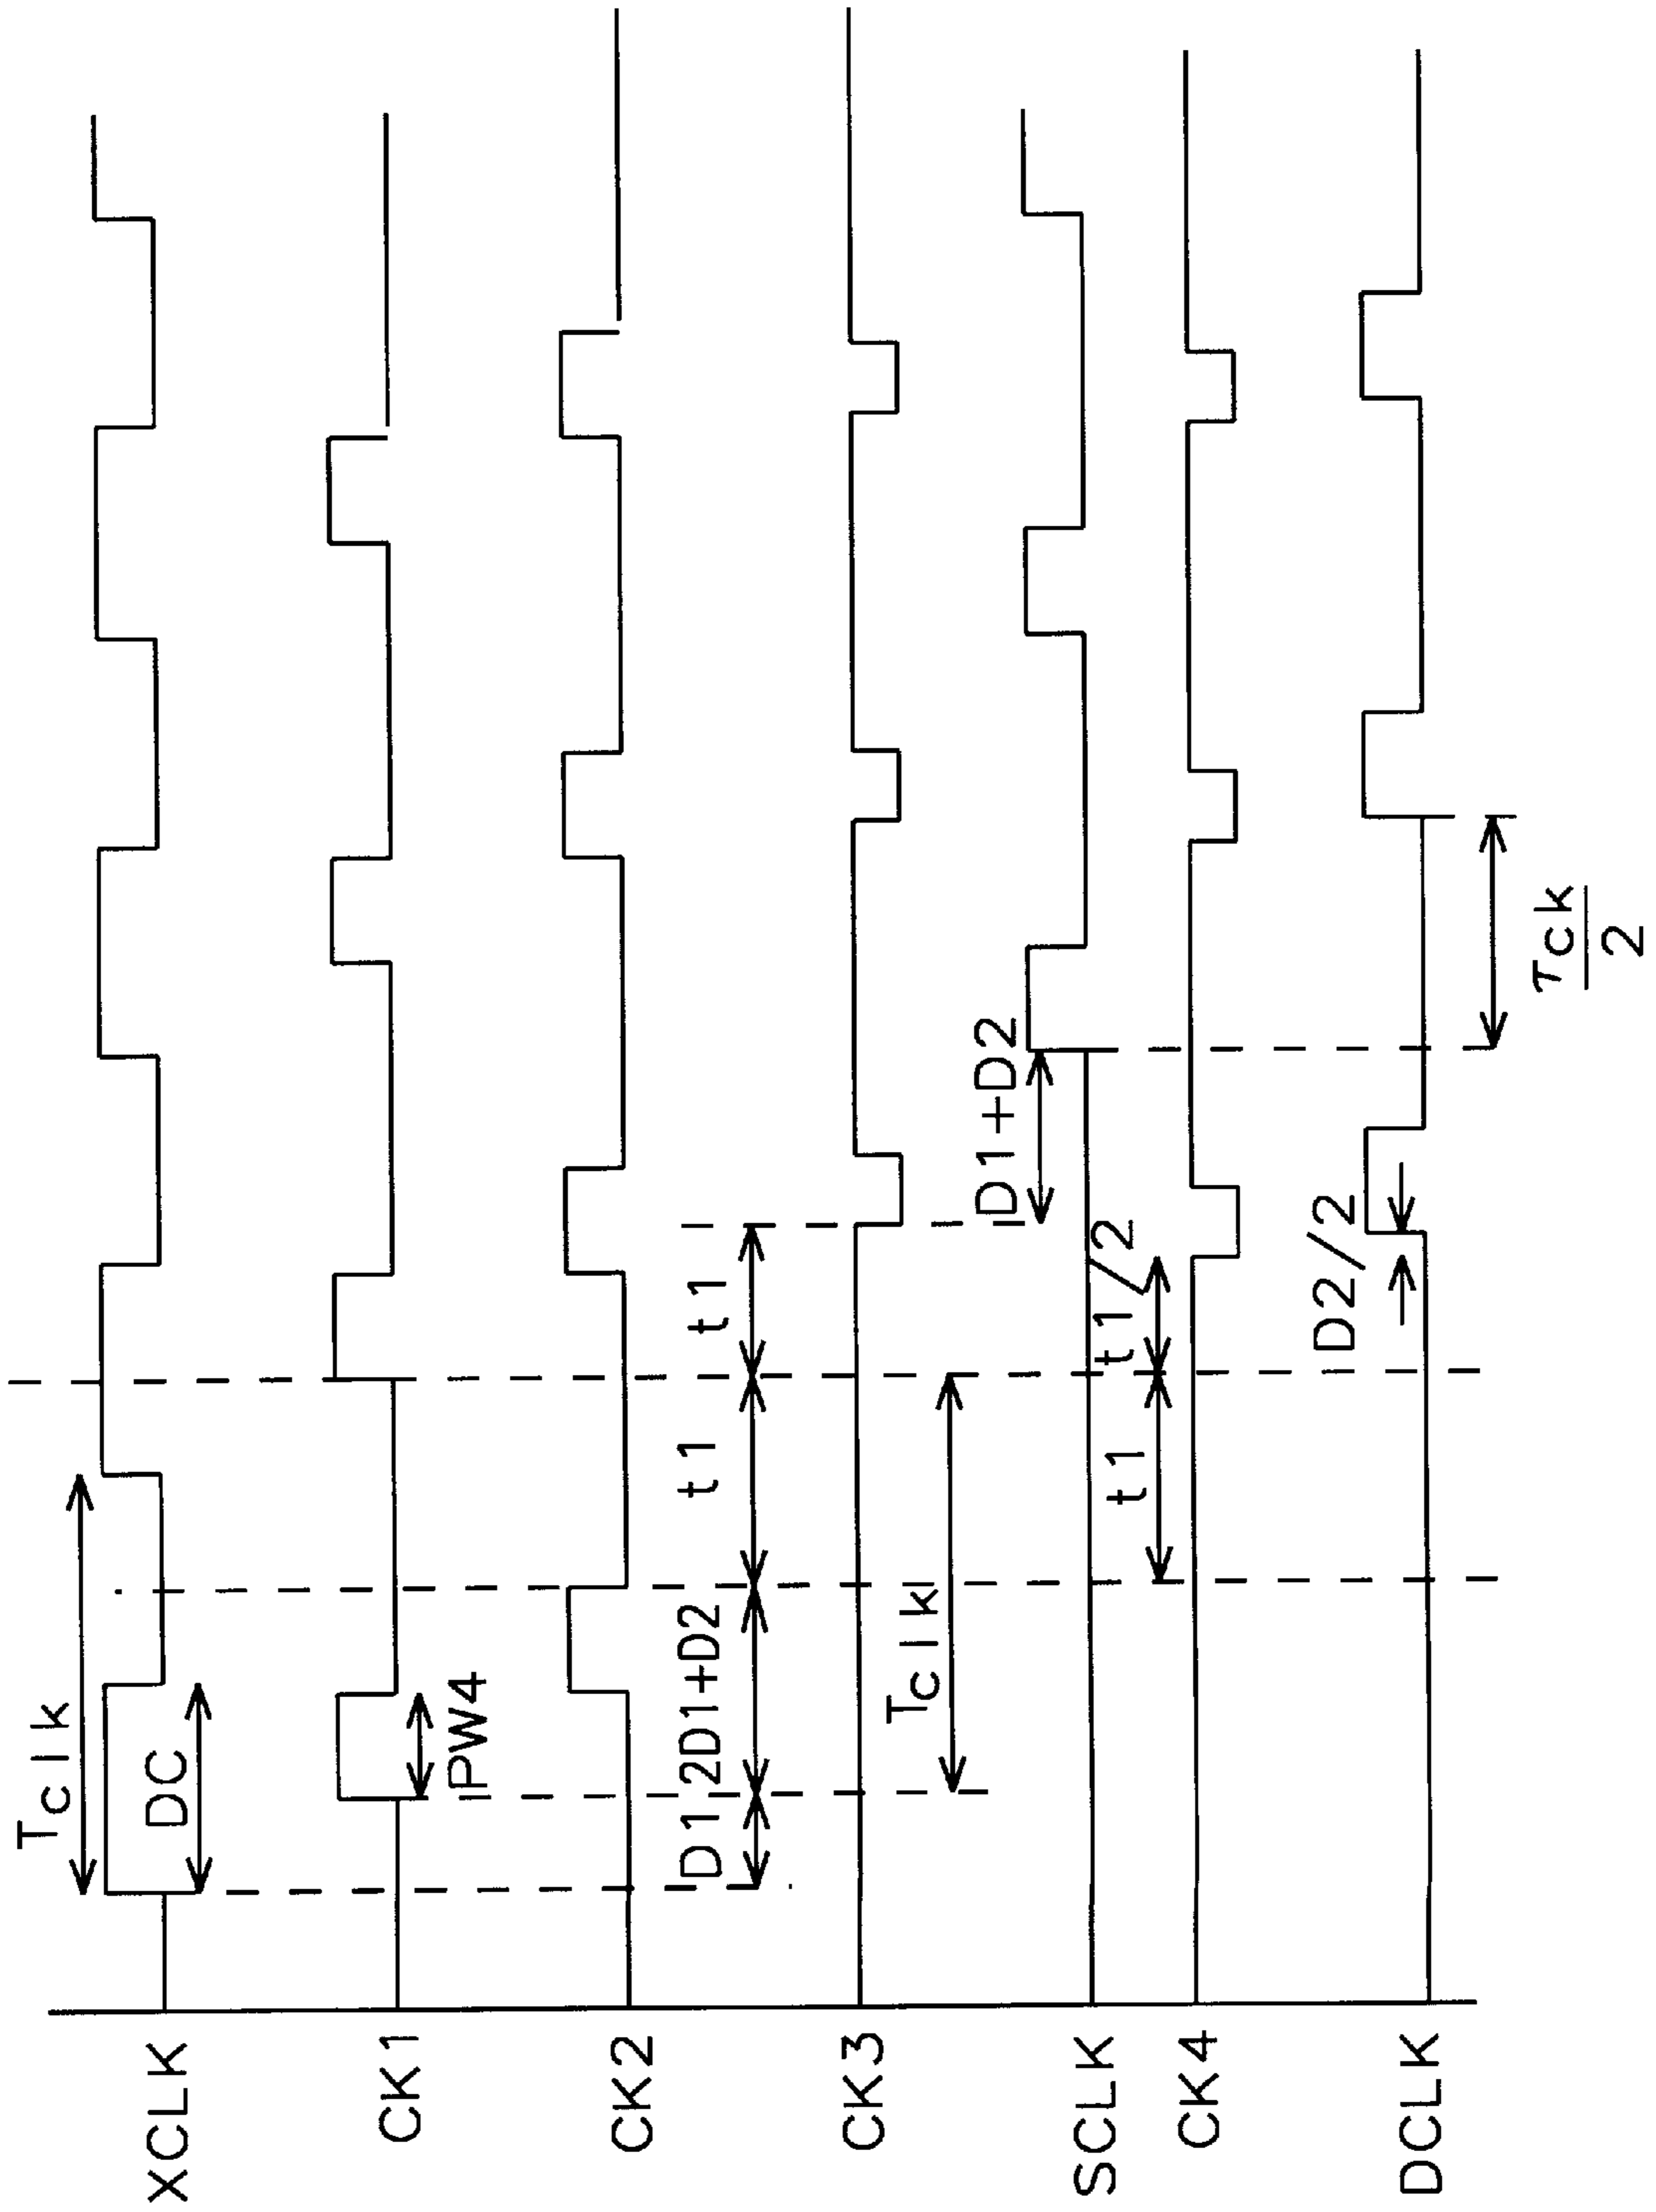 XCLK
Tclk
DC
CK1
PW4
CK2
D1
2D1+D2
t1
t1
CK3
Tclk
D1+D2
SCLK
t1
t1/2
CK4
D2/2
DCLK
τck
2